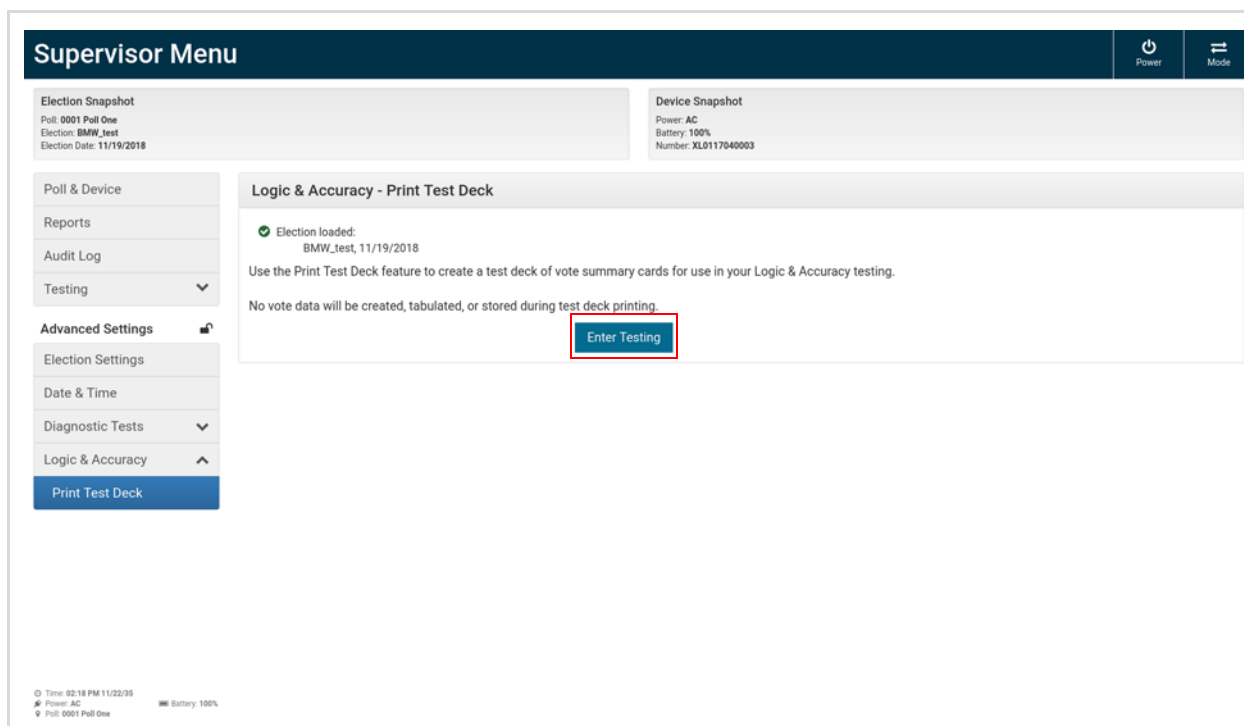 Supervisor Menu
Power
Mode
Election Snapshot
Poll: 0001 Poll One
Election: BMW_test
Election Date: 11/19/2018
Device Snapshot
Power: AC
Battery: 100%
Number: XL0117040003
Poll & Device
Reports
Audit Log
Testing
Advanced Settings
Election Settings
Date & Time
Diagnostic Tests
Logic & Accuracy
Print Test Deck
Logic & Accuracy - Print Test Deck
Election loaded:
BMW_test, 11/19/2018
Use the Print Test Deck feature to create a test deck of vote summary cards for use in your Logic & Accuracy testing.
No vote data will be created, tabulated, or stored during test deck printing.
Enter Testing
Time: 02:18 PM 11/22/35
Power: AC
Battery: 100%
Poll: 0001 Poll One